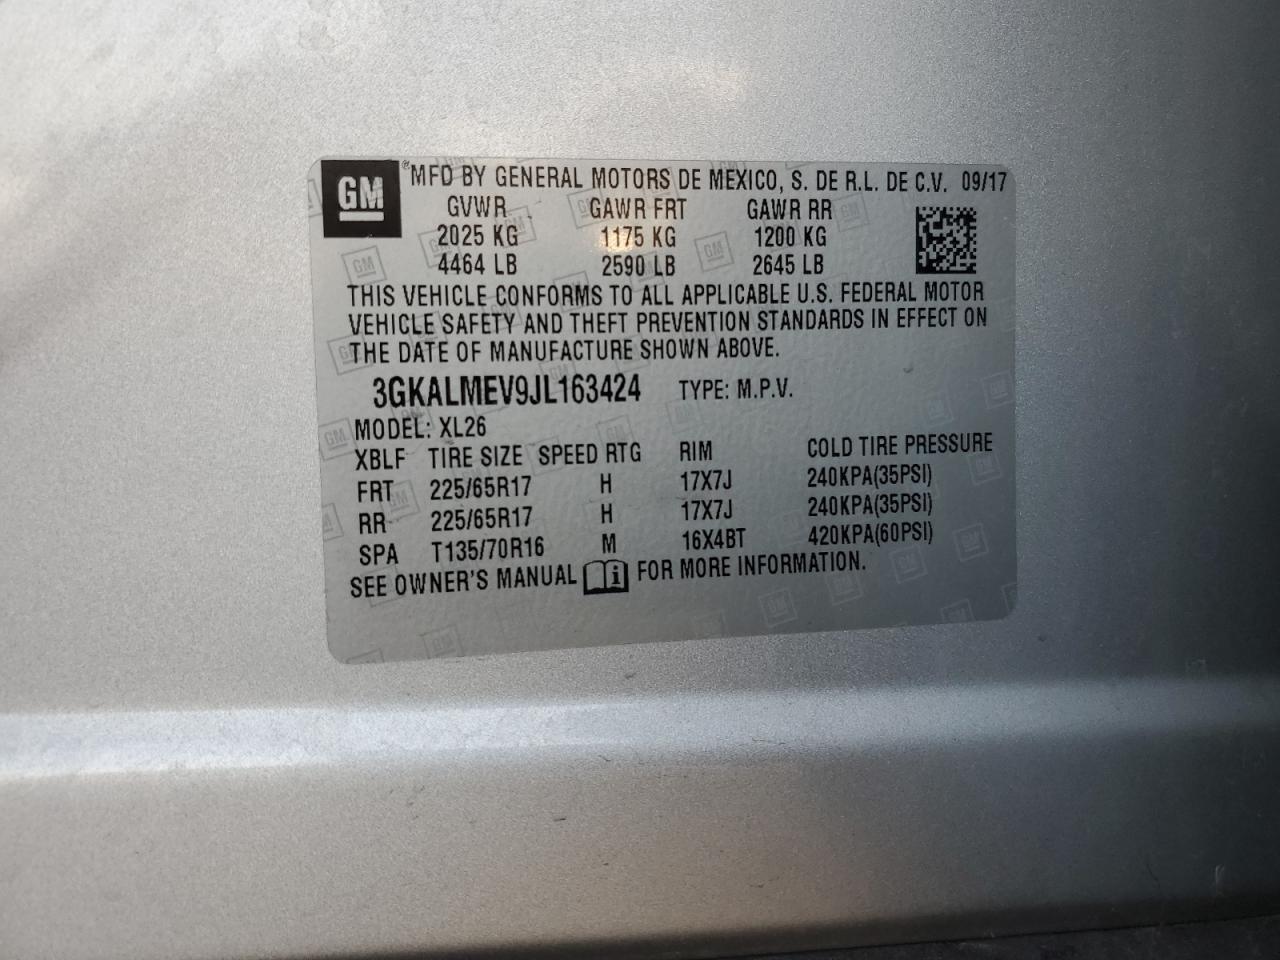 GM ® MFD BY GENERAL MOTORS DE MEXICO, S. DE R.L. DE C.V. 09/17
GVWR GAWR FRT GAWR RR
2025 KG 1175 KG 1200 KG
4464 LB 2590 LB 2645 LB
THIS VEHICLE CONFORMS TO ALL APPLICABLE U.S. FEDERAL MOTOR
VEHICLE SAFETY AND THEFT PREVENTION STANDARDS IN EFFECT ON
THE DATE OF MANUFACTURE SHOWN ABOVE.
3GKALMEV9JL163424 TYPE: M.P.V.
MODEL: XL26
XBLF TIRE SIZE SPEED RTG RIM COLD TIRE PRESSURE
FRT 225/65R17 H 17X7J 240KPA(35PSI)
RR 225/65R17 H 17X7J 240KPA(35PSI)
SPA T135/70R16 M 16X4BT 420KPA(60PSI)
SEE OWNER'S MANUAL i FOR MORE INFORMATION.